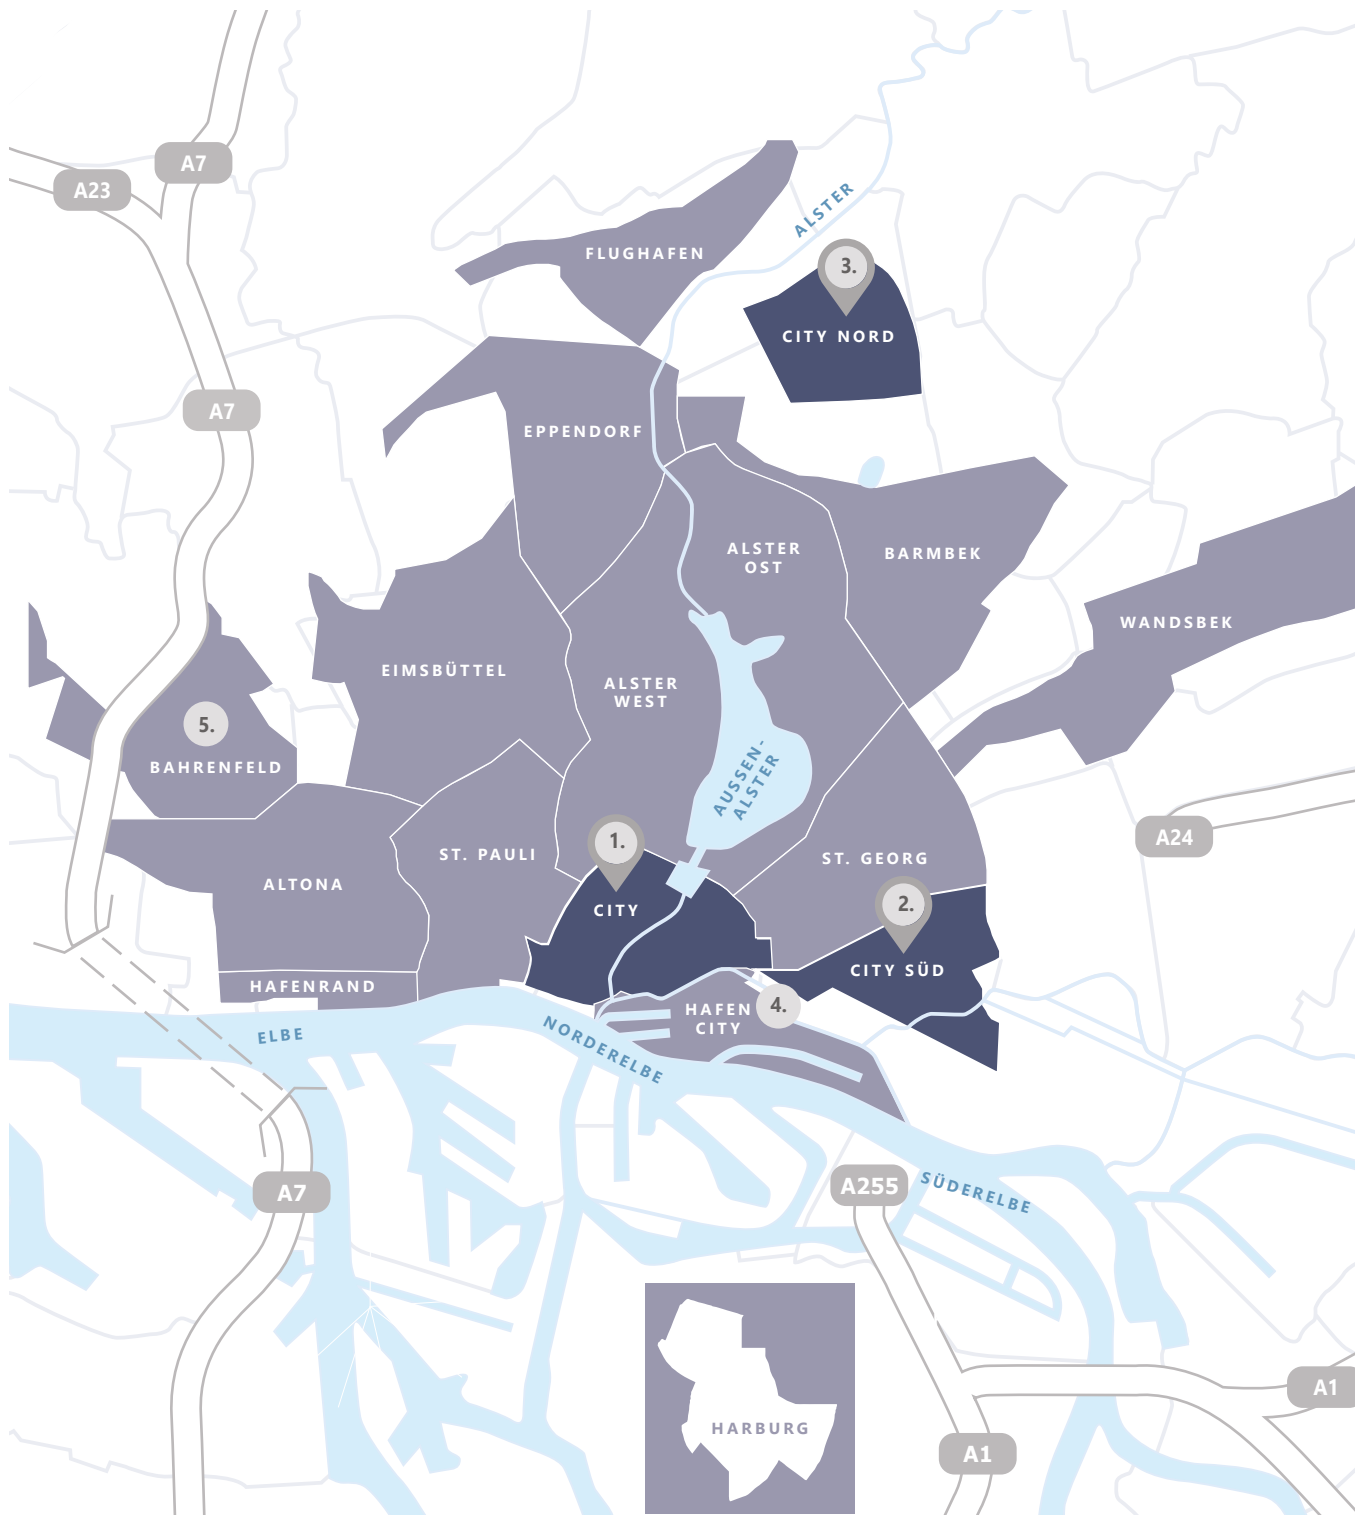 A7
A23
ALSTER
FLUGHAFEN
3.
CITY NORD
A7
EPPENDORF
ALSTER
OST
BARMBEK
WANDSBEK
EIMSBÜTTEL
ALSTER
WEST
5.
BAHRENFELD
AUSSEN-
ALSTER
A24
1.
ST. PAULI
ST. GEORG
ALTONA
2.
CITY
CITY SÜD
HAFENRAND
4.
HAFEN
CITY
ELBE
NORDERELBE
A7
A255
SÜDERELBE
A1
HARBURG
A1